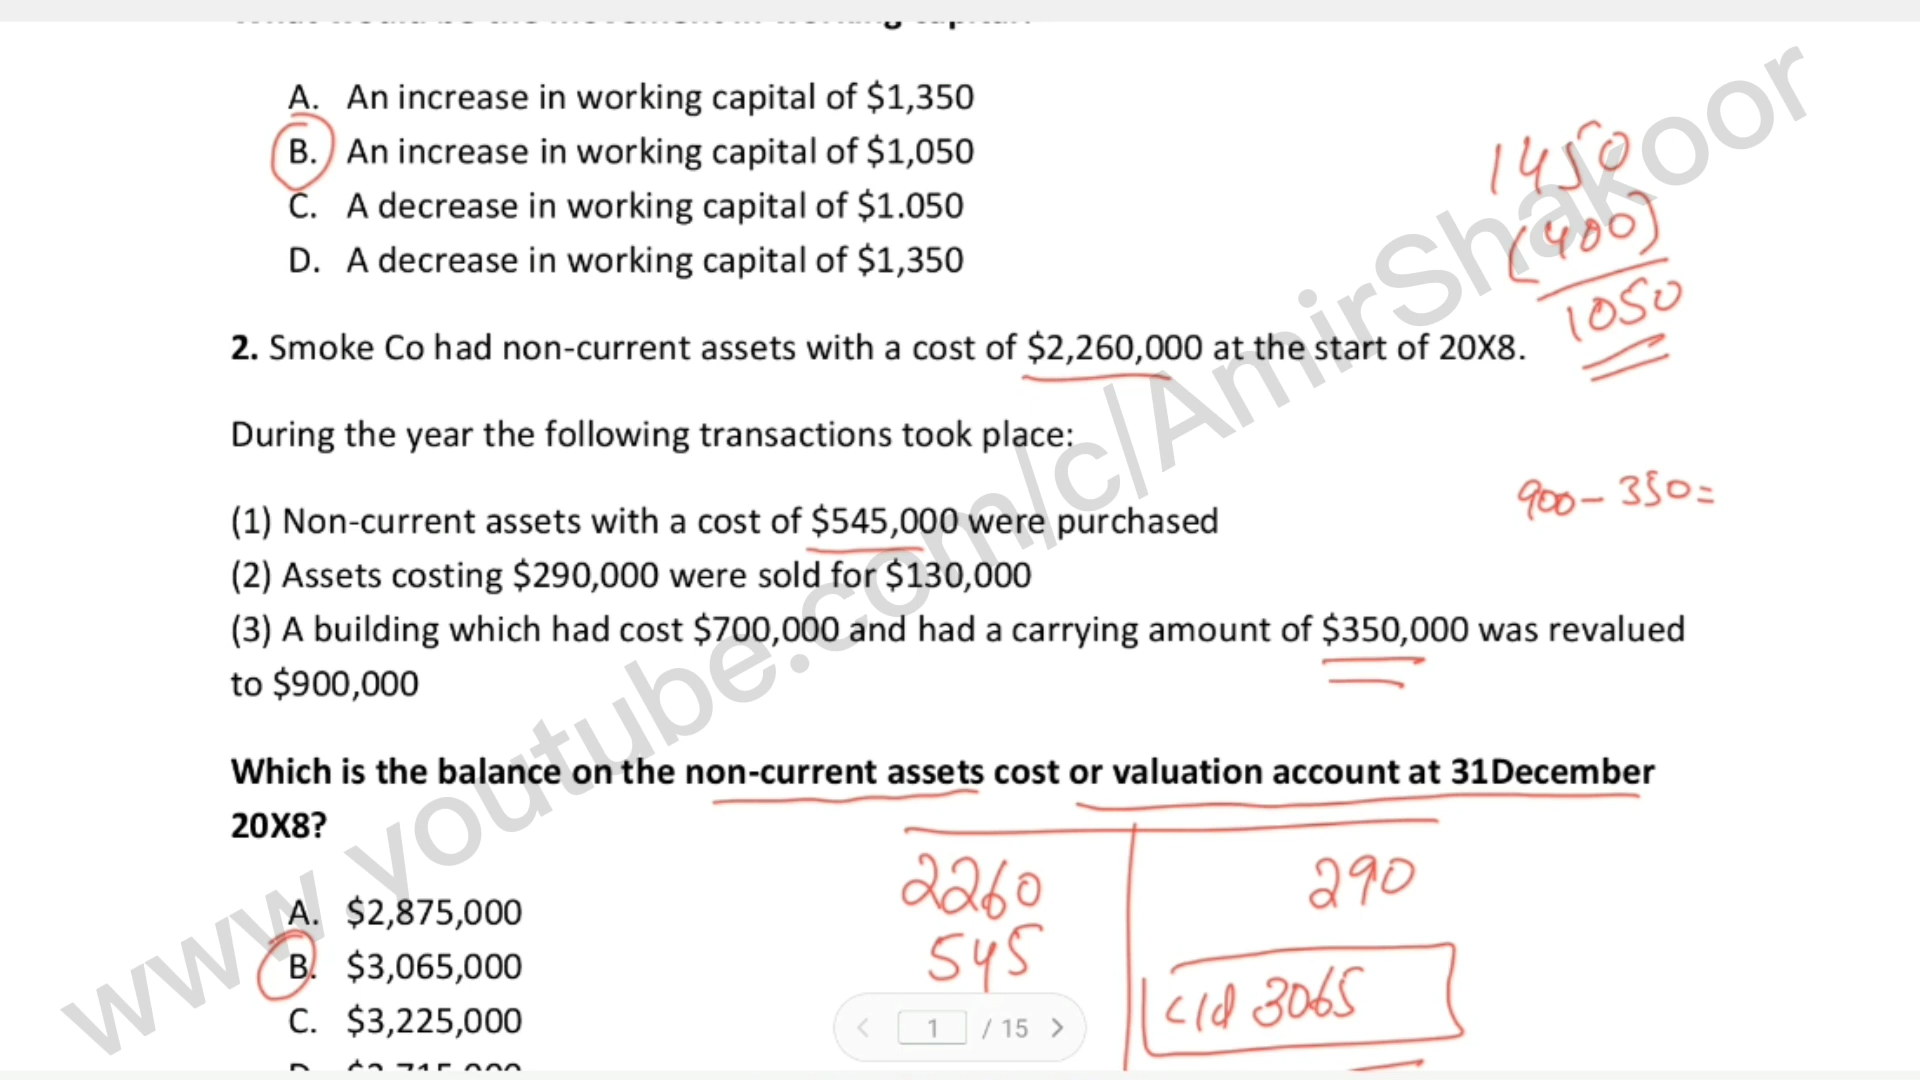 A. An increase in working capital of $1,350
B. An increase in working capital of $1,050
C. A decrease in working capital of $1.050
D. A decrease in working capital of $1,350
1450
(400)
1050
2. Smoke Co had non-current assets with a cost of $2,260,000 at the start of 20X8.
During the year the following transactions took place:
900-350=
(1) Non-current assets with a cost of $545,000 were purchased
(2) Assets costing $290,000 were sold for $130,000
(3) A building which had cost $700,000 and had a carrying amount of $350,000 was revalued
to $900,000
Which is the balance on the non-current assets cost or valuation account at 31December
20X8?
2260
545
290
c/d 3065
A. $2,875,000
B. $3,065,000
C. $3,225,000
1 / 15
www.youtube.com/c/AmirShakoor